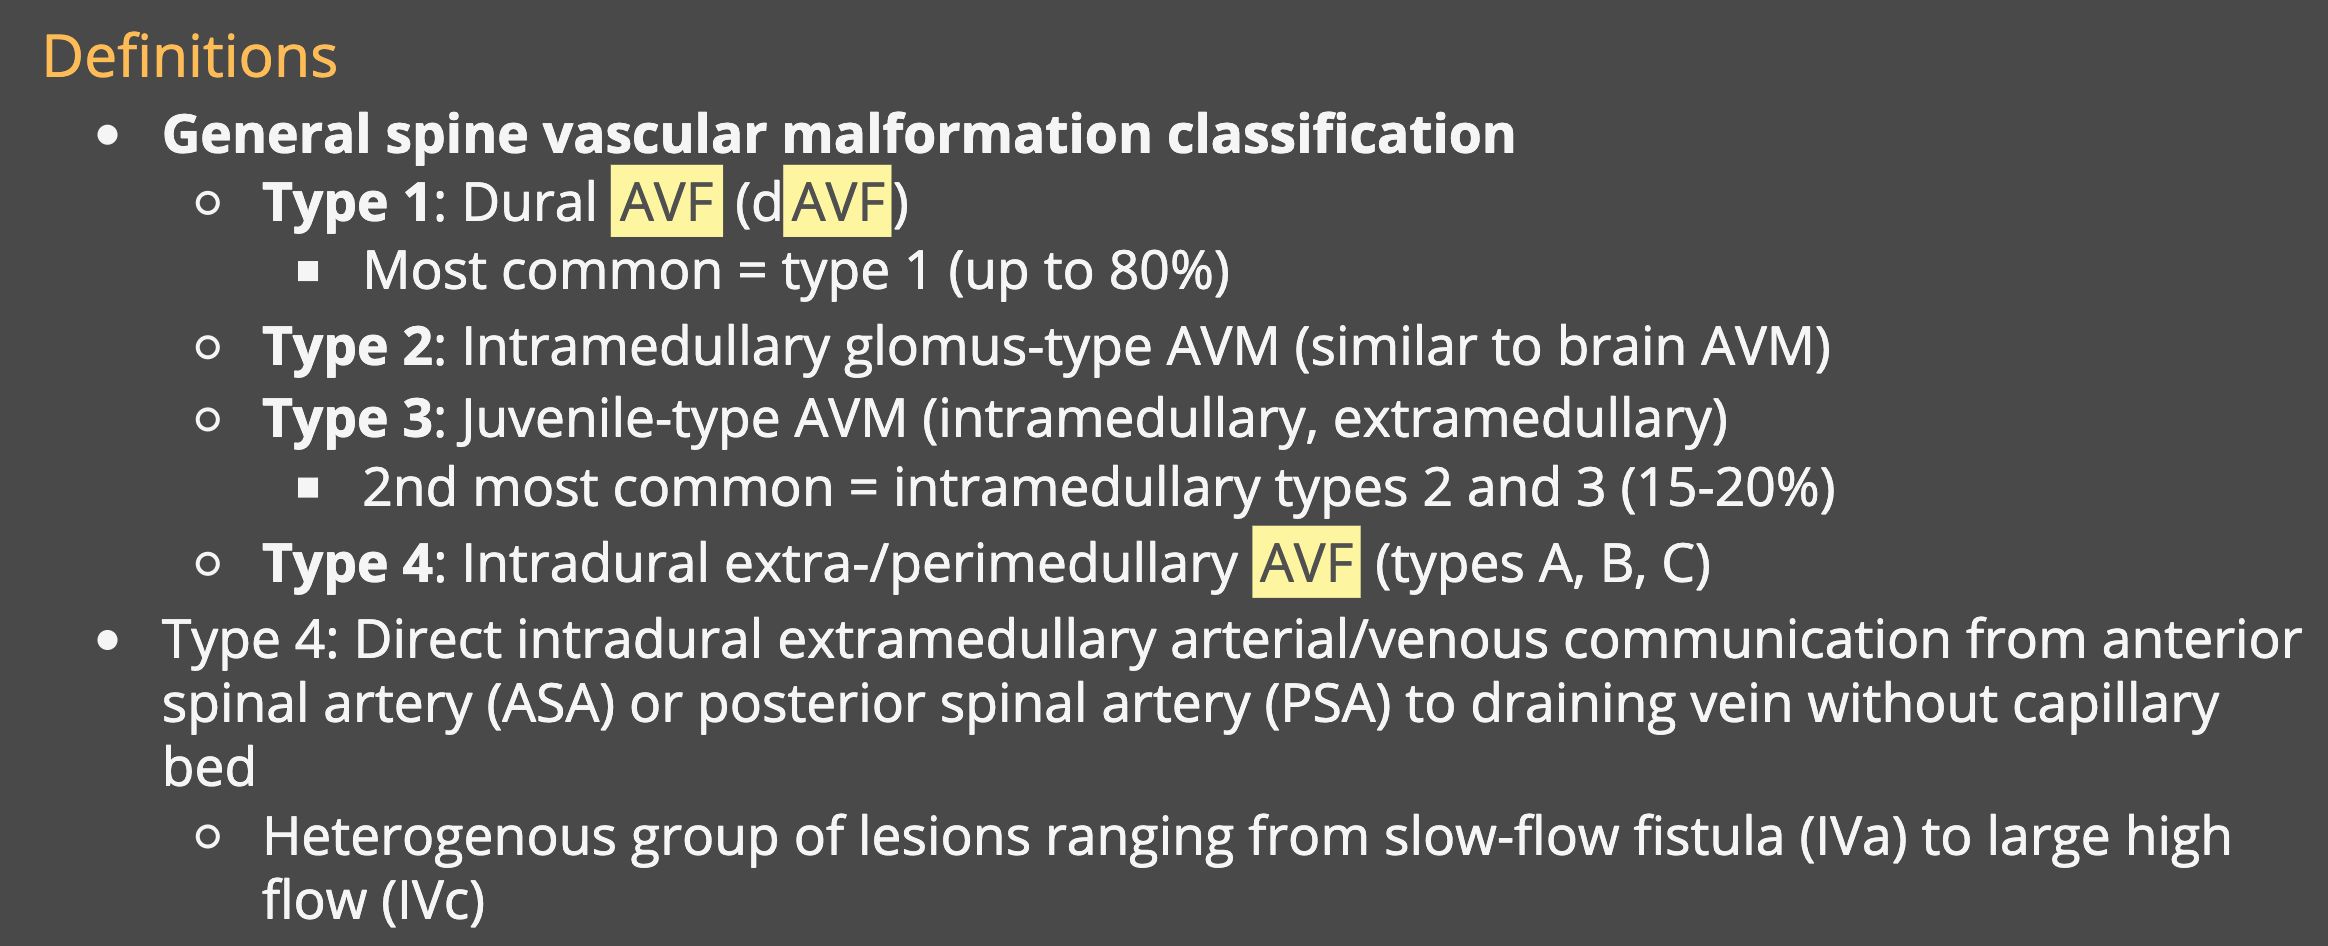 Definitions
• General spine vascular malformation classification
○ Type 1: Dural AVF (dAVF)
■ Most common = type 1 (up to 80%)
○ Type 2: Intramedullary glomus-type AVM (similar to brain AVM)
○ Type 3: Juvenile-type AVM (intramedullary, extramedullary)
■ 2nd most common = intramedullary types 2 and 3 (15-20%)
○ Type 4: Intradural extra-/perimedullary AVF (types A, B, C)
• Type 4: Direct intradural extramedullary arterial/venous communication from anterior
spinal artery (ASA) or posterior spinal artery (PSA) to draining vein without capillary
bed
○ Heterogenous group of lesions ranging from slow-flow fistula (IVa) to large high
flow (IVc)